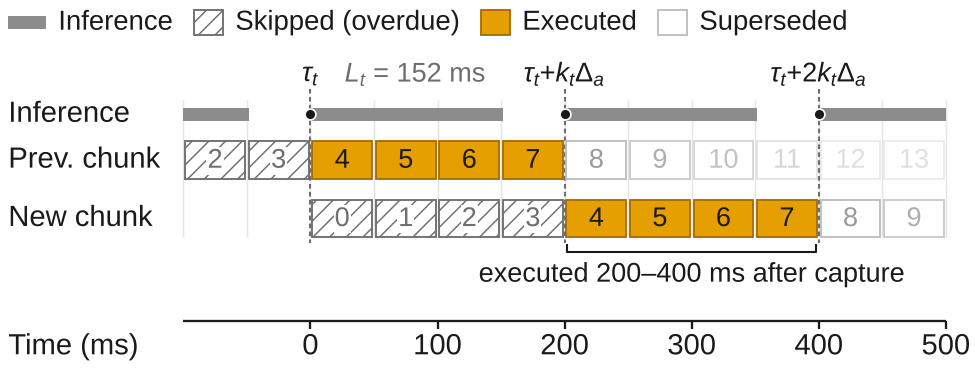 Inference Skipped (overdue) Executed Superseded
τt Lt = 152 ms τt+ktΔa τt+2ktΔa
Inference
Prev. chunk 2 3 4 5 6 7 8 9 10 11 12 13
New chunk 0 1 2 3 4 5 6 7 8 9
executed 200–400 ms after capture
Time (ms) 0 100 200 300 400 500